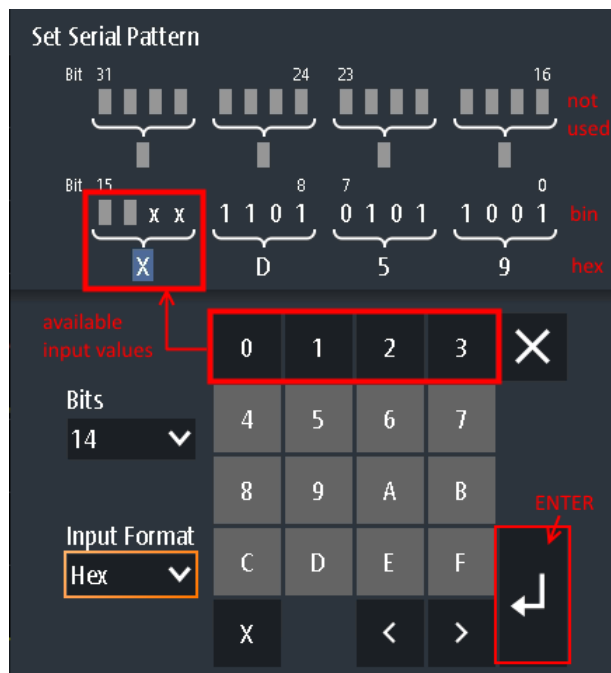 Set Serial Pattern
Bit 31 24 23 16
not
used
Bit 15 8 7 0
x x 1 1 0 1 0 1 0 1 1 0 0 1 bin
X D 5 9 hex
available
input values
0 1 2 3
Bits
14
4 5 6 7
8 9 A B
ENTER
Input Format
Hex
C D E F
X < >